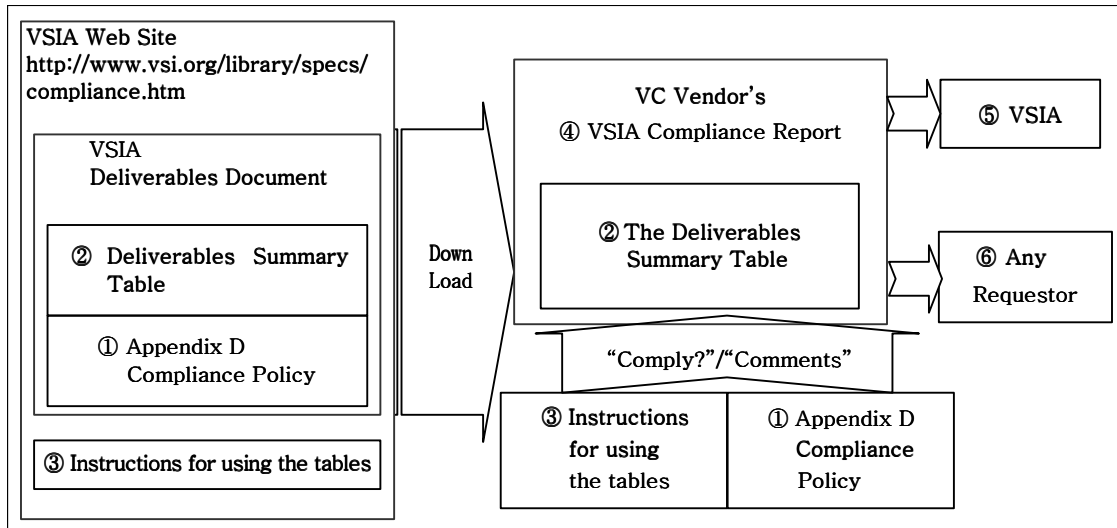 VSIA Web Site
http://www.vsi.org/library/specs/
compliance.htm
VSIA
Deliverables Document
② Deliverables Summary
Table
① Appendix D
Compliance Policy
③ Instructions for using the tables
Down
Load
VC Vendor's
④ VSIA Compliance Report
② The Deliverables
Summary Table
"Comply?"/"Comments"
③ Instructions
for using
the tables
① Appendix D
Compliance
Policy
⑤ VSIA
⑥ Any
Requestor